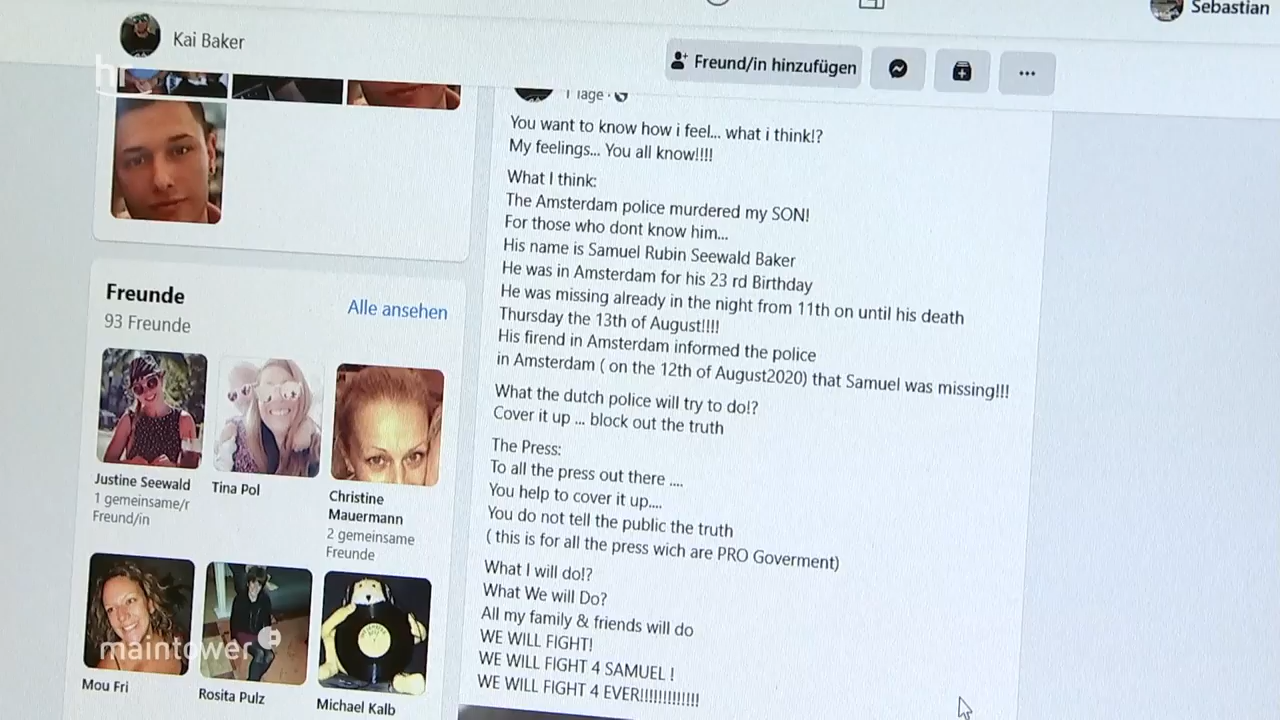 Sebastian
Kai Baker
hr
Freund/in hinzufügen
1 Tage
You want to know how i feel... what i think!?
My feelings... You all know!!!!
What I think:
The Amsterdam police murdered my SON!
For those who dont know him...
His name is Samuel Rubin Seewald Baker
He was in Amsterdam for his 23 rd Birthday
He was missing already in the night from 11th on until his death
Thursday the 13th of August!!!!
His firend in Amsterdam informed the police
in Amsterdam ( on the 12th of August2020) that Samuel was missing!!!
What the dutch police will try to do!?
Cover it up ... block out the truth
The Press:
To all the press out there ....
You help to cover it up....
You do not tell the public the truth
( this is for all the press wich are PRO Goverment)
What I will do!?
What We will Do?
All my family & friends will do
WE WILL FIGHT!
WE WILL FIGHT 4 SAMUEL !
WE WILL FIGHT 4 EVER!!!!!!!!!!!!!
Freunde
Alle ansehen
93 Freunde
Justine Seewald
1 gemeinsame/r
Freund/in
Tina Pol
Christine
Mauermann
2 gemeinsame
Freunde
Mou Fri
Rosita Pulz
Michael Kalb
maintower